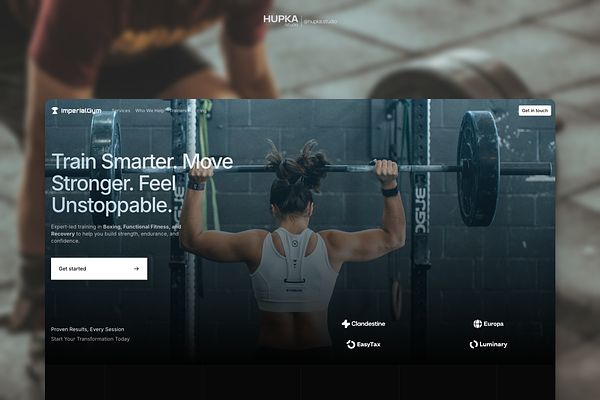 HUPKA
studio
@hupka.studio
ImperialGym
Services
Who We Help
Trainers
Get in touch
Train Smarter. Move
Stronger. Feel
Unstoppable.
Expert-led training in Boxing, Functional Fitness, and
Recovery to help you build strength, endurance, and
confidence.
Get started
Proven Results, Every Session
Start Your Transformation Today
Clandestine
Europa
EasyTax
Luminary